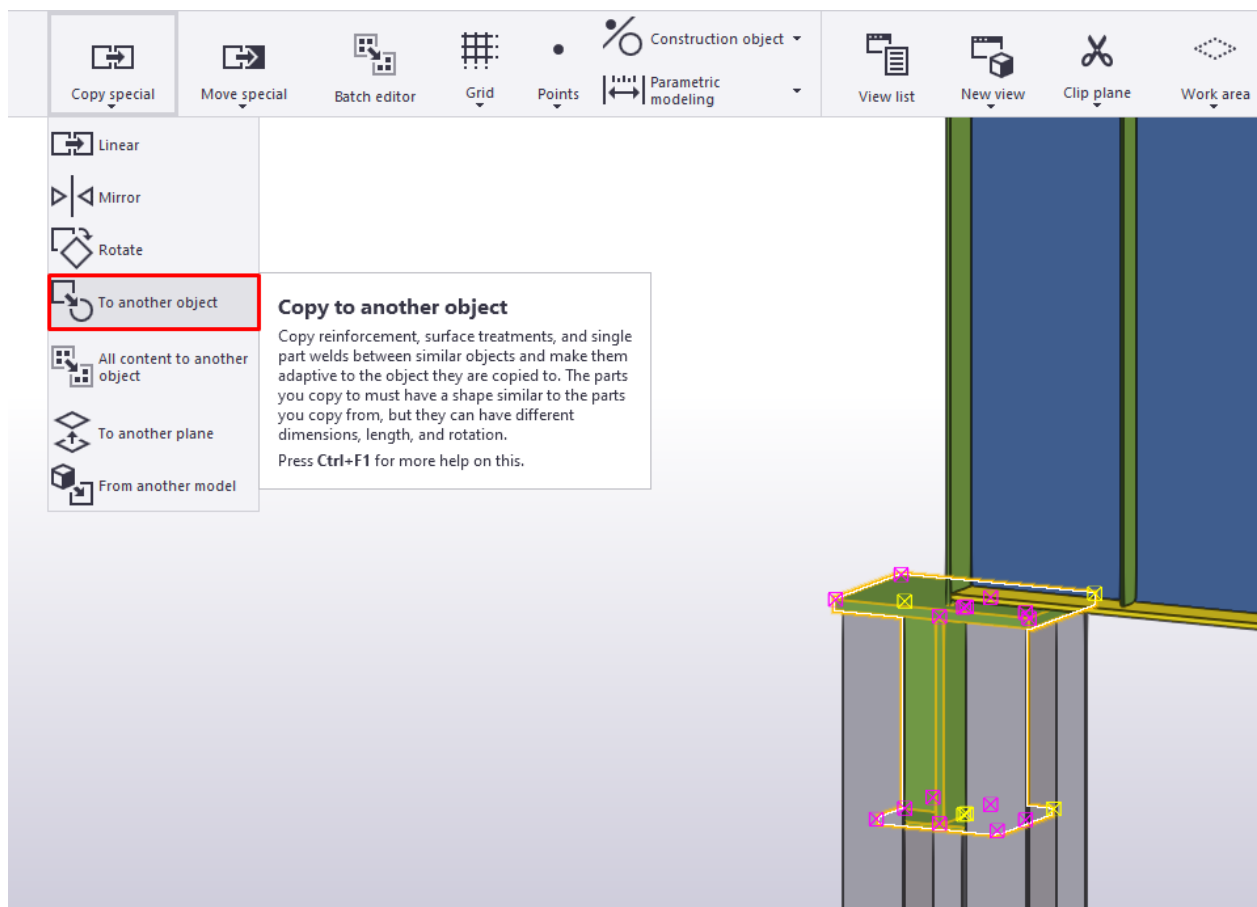 Copy special
Move special
Batch editor
Grid
Points
Construction object
Parametric
modeling
View list
New view
Clip plane
Work area
Linear
Mirror
Rotate
To another object
All content to another
object
To another plane
From another model
Copy to another object
Copy reinforcement, surface treatments, and single
part welds between similar objects and make them
adaptive to the object they are copied to. The parts
you copy to must have a shape similar to the parts
you copy from, but they can have different
dimensions, length, and rotation.
Press Ctrl+F1 for more help on this.